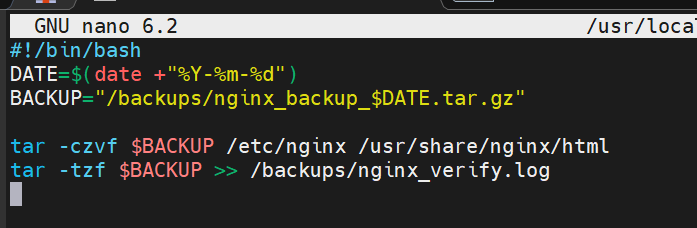 GNU nano 6.2 /usr/loca
#!/bin/bash
DATE=$(date +"%Y-%m-%d")
BACKUP="/backups/nginx_backup_$DATE.tar.gz"
tar -czvf $BACKUP /etc/nginx /usr/share/nginx/html
tar -tzf $BACKUP >> /backups/nginx_verify.log